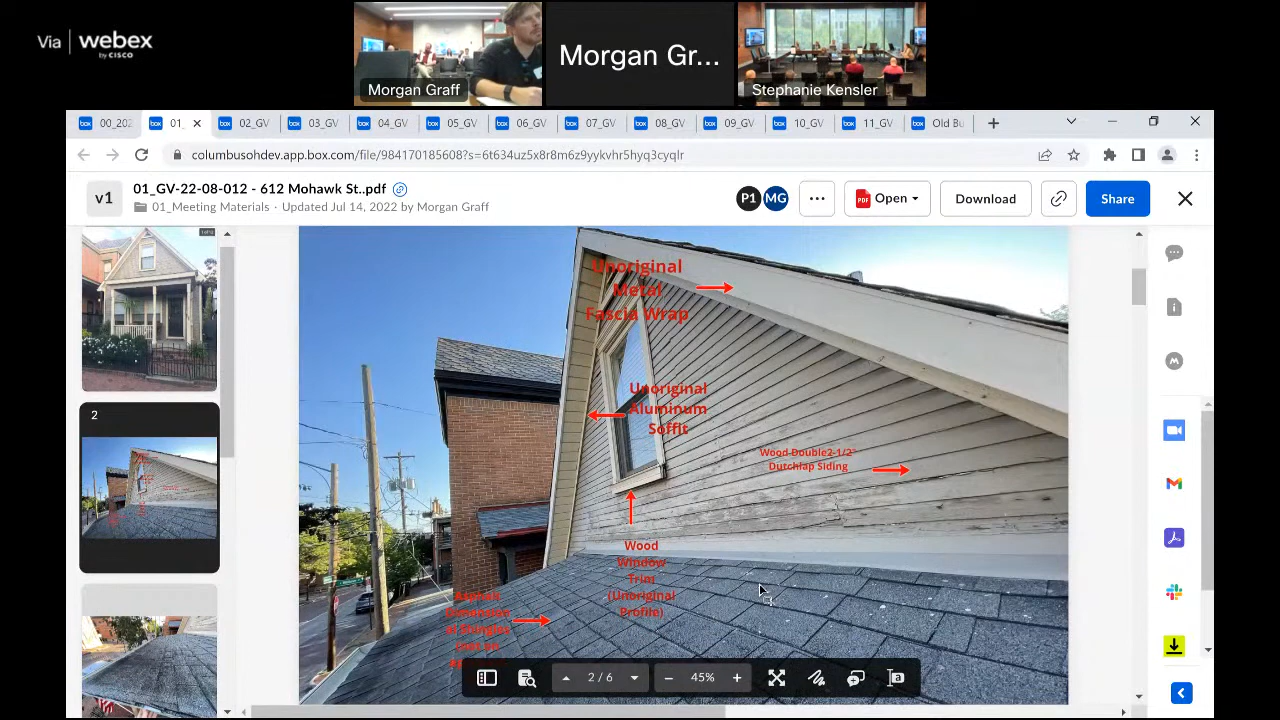 Via webex
by CISCO
Morgan Graff
Morgan Gr...
Stephanie Kensler
00_202
01_
02_GV
03_GV
04_GV
05_GV
06_GV
07_GV
08_GV
09_GV
10_GV
11_GV
Old Bu
columbusohdev.app.box.com/file/984170185608?s=6t634uz5x8r8m6z9yykvhr5hyq3cyqlr
v1
01_GV-22-08-012 - 612 Mohawk St..pdf
01_Meeting Materials · Updated Jul 14, 2022 by Morgan Graff
P1 MG
Open
Download
Share
2
Unoriginal
Metal
Fascia Wrap
Unoriginal
Aluminum
Soffit
Wood Double2-1/2"
Dutchlap Siding
Wood
Window
Trim
(Unoriginal
Profile)
Asphalt
Dimension
al Shingles
2 / 6
45%